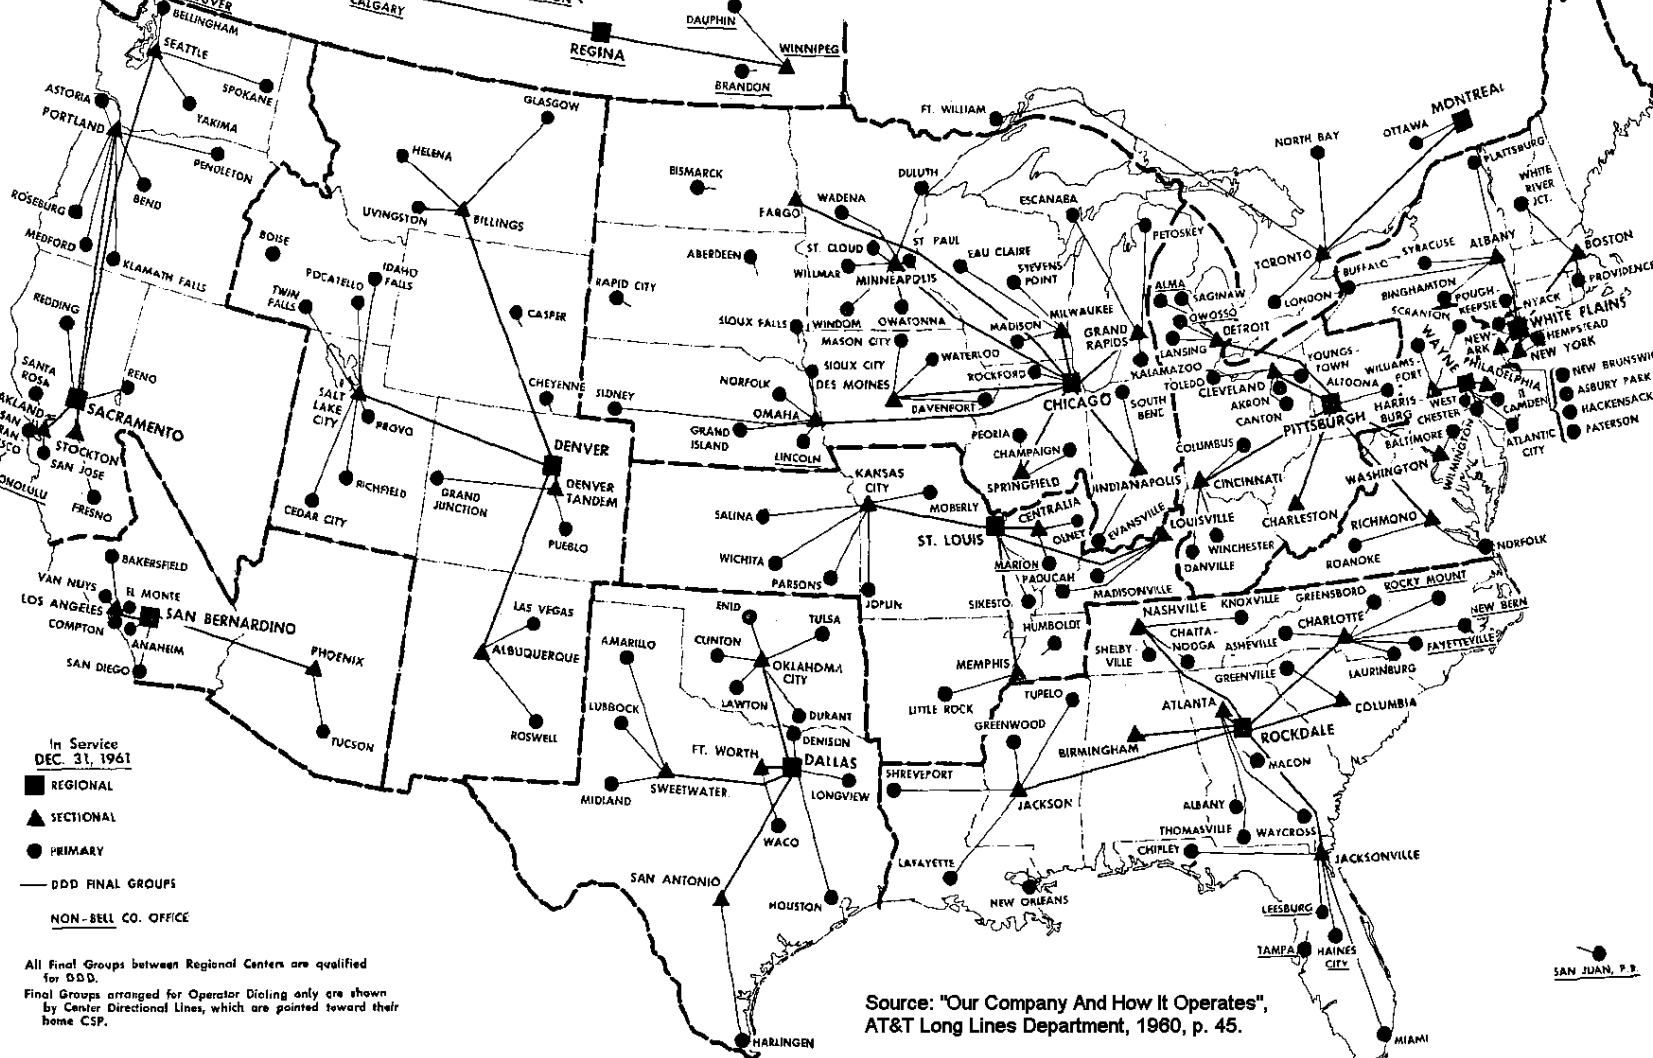 CALGARY
BELLINGHAM
SEATTLE
SPOKANE
YAKIMA
ASTORIA
PORTLAND
PENDLETON
BEND
ROSEBURG
MEDFORD
KLAMATH FALLS
REGINA
DAUPHIN
WINNIPEG
BRANDON
GLASGOW
HELENA
LIVINGSTON
BILLINGS
BOISE
TWIN
FALLS
POCATELLO
IDAHO
FALLS
CASPER
CHEYENNE
REDDING
SANTA
ROSA
RENO
SACRAMENTO
STOCKTON
SAN JOSE
FRESNO
SALT
LAKE
CITY
PROVO
RICHFIELD
CEDAR CITY
GRAND
JUNCTION
DENVER
DENVER
TANDEM
PUEBLO
BAKERSFIELD
VAN NUYS
EL MONTE
LOS ANGELES
COMPTON
ANAHEIM
SAN BERNARDINO
SAN DIEGO
PHOENIX
TUCSON
LAS VEGAS
ALBUQUERQUE
ROSWELL
BISMARCK
FARGO
WADENA
DULUTH
FT. WILLIAM
ABERDEEN
ST. CLOUD
ST PAUL
WILLMAR
MINNEAPOLIS
EAU CLAIRE
STEVENS
POINT
ESCANABA
PETOSKEY
RAPID CITY
SIOUX FALLS
WINDOM
OWATONNA
MASON CITY
WATERLOO
SIOUX CITY
DES MOINES
DAVENPORT
NORFOLK
OMAHA
SIDNEY
GRAND
ISLAND
LINCOLN
MADISON
MILWAUKEE
ROCKFORD
CHICAGO
GRAND
RAPIDS
KALAMAZOO
SOUTH
BEND
ALMA
SAGINAW
OWOSSO
LANSING
DETROIT
TOLEDO
CLEVELAND
AKRON
CANTON
YOUNGS-
TOWN
NORTH BAY
OTTAWA
MONTREAL
TORONTO
LONDON
BUFFALO
PLATTSBURG
WHITE
RIVER
JCT.
SYRACUSE
ALBANY
BOSTON
PROVIDENCE
BINGHAMTON
SCRANTON
POUGH-
KEEPSIE
NYACK
WHITE PLAINS
HEMPSTEAD
NEW YORK
NEW
ARK
WAYNE
PHILADELPHIA
CAMDEN
WEST
CHESTER
WILMINGTON
WILLIAMS
PORT
ALTOONA
HARRIS
BURG
PITTSBURGH
BALTIMORE
WASHINGTON
NEW BRUNSWI
ASBURY PARK
HACKENSACK
PATERSON
ATLANTIC
CITY
PEORIA
CHAMPAIGN
SPRINGFIELD
INDIANAPOLIS
COLUMBUS
CINCINNATI
CHARLESTON
RICHMOND
ROANOKE
NORFOLK
KANSAS
CITY
MOBERLY
SALINA
WICHITA
PARSONS
JOPLIN
ST. LOUIS
CENTRALIA
OLNEY
EVANSVILLE
LOUISVILLE
WINCHESTER
DANVILLE
MARION
PADUCAH
MADISONVILLE
SIKESTO
HUMBOLDT
MEMPHIS
LITTLE ROCK
TUPELO
GREENWOOD
NASHVILLE
KNOXVILLE
GREENSBORO
ROCKY MOUNT
SHELBY
VILLE
CHATTA-
NOOGA
ASHEVILLE
CHARLOTTE
NEW BERN
FAYETTEVILLE
LAURINBURG
GREENVILLE
COLUMBIA
ENID
TULSA
CLINTON
OKLAHOMA
CITY
AMARILLO
LAWTON
LUBBOCK
DURANT
DENISON
FT. WORTH
DALLAS
MIDLAND
SWEETWATER
LONGVIEW
WACO
SAN ANTONIO
HOUSTON
HARLINGEN
SHREVEPORT
JACKSON
LAFAYETTE
NEW ORLEANS
BIRMINGHAM
ATLANTA
ROCKDALE
MACON
ALBANY
THOMASVILLE
WAYCROSS
CHIPLEY
JACKSONVILLE
LEESBURG
TAMPA
HAINES
CITY
MIAMI
SAN JUAN, P.R.
In Service
DEC. 31, 1961
REGIONAL
SECTIONAL
PRIMARY
DDD FINAL GROUPS
NON-BELL CO. OFFICE
All Final Groups between Regional Centers are qualified
for DDD.
Final Groups arranged for Operator Dialing only are shown
by Center Directional Lines, which are pointed toward their
home CSP.
Source: "Our Company And How It Operates",
AT&T Long Lines Department, 1960, p. 45.